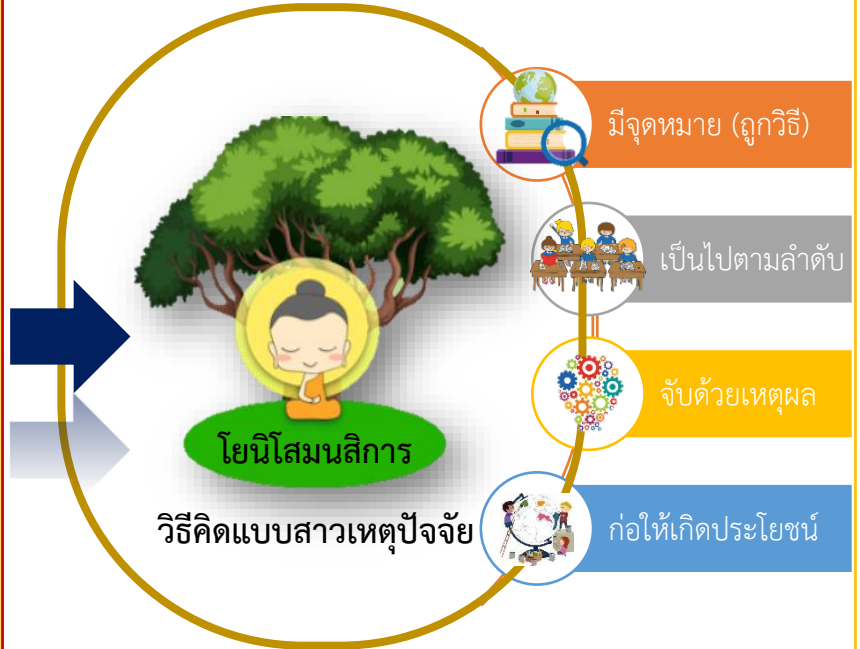 มีจุดหมาย (ถูกวิธี)
เป็นไปตามลำดับ
จับด้วยเหตุผล
โยนิโสมนสิการ
วิธีคิดแบบสาวเหตุปัจจัย
ก่อให้เกิดประโยชน์